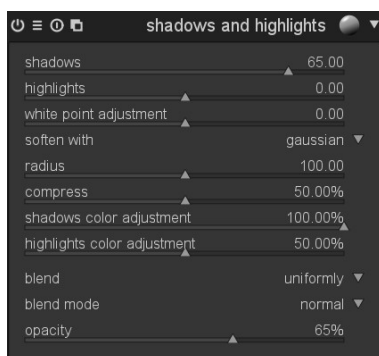 shadows and highlights
shadows 65.00
highlights 0.00
white point adjustment 0.00
soften with gaussian
radius 100.00
compress 50.00%
shadows color adjustment 100.00%
highlights color adjustment 50.00%
blend uniformly
blend mode normal
opacity 65%